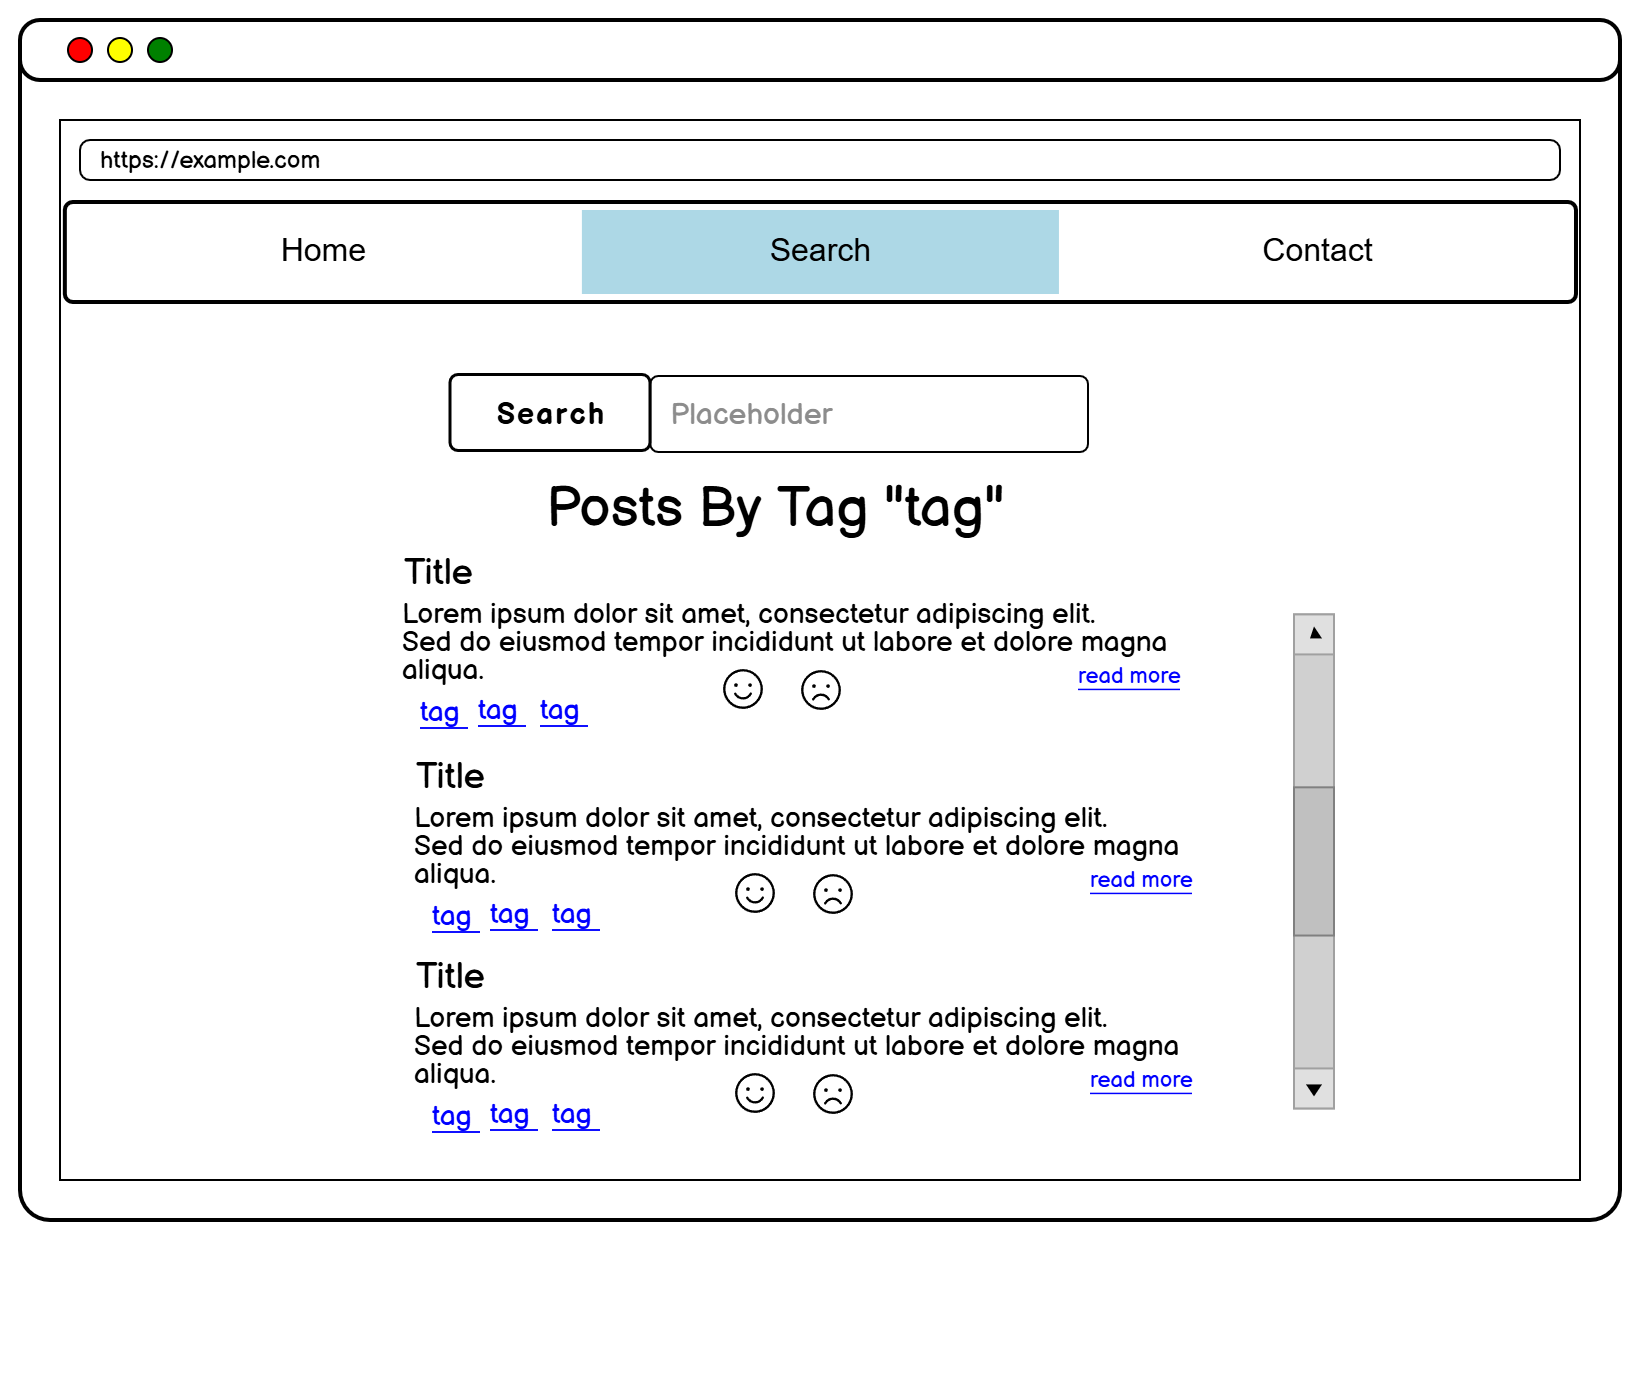 https://example.com
Home Search Contact
Search Placeholder
Posts By Tag "tag"
Title
Lorem ipsum dolor sit amet, consectetur adipiscing elit.
Sed do eiusmod tempor incididunt ut labore et dolore magna
aliqua.
read more
tag tag tag
Title
Lorem ipsum dolor sit amet, consectetur adipiscing elit.
Sed do eiusmod tempor incididunt ut labore et dolore magna
aliqua.
read more
tag tag tag
Title
Lorem ipsum dolor sit amet, consectetur adipiscing elit.
Sed do eiusmod tempor incididunt ut labore et dolore magna
aliqua.
read more
tag tag tag